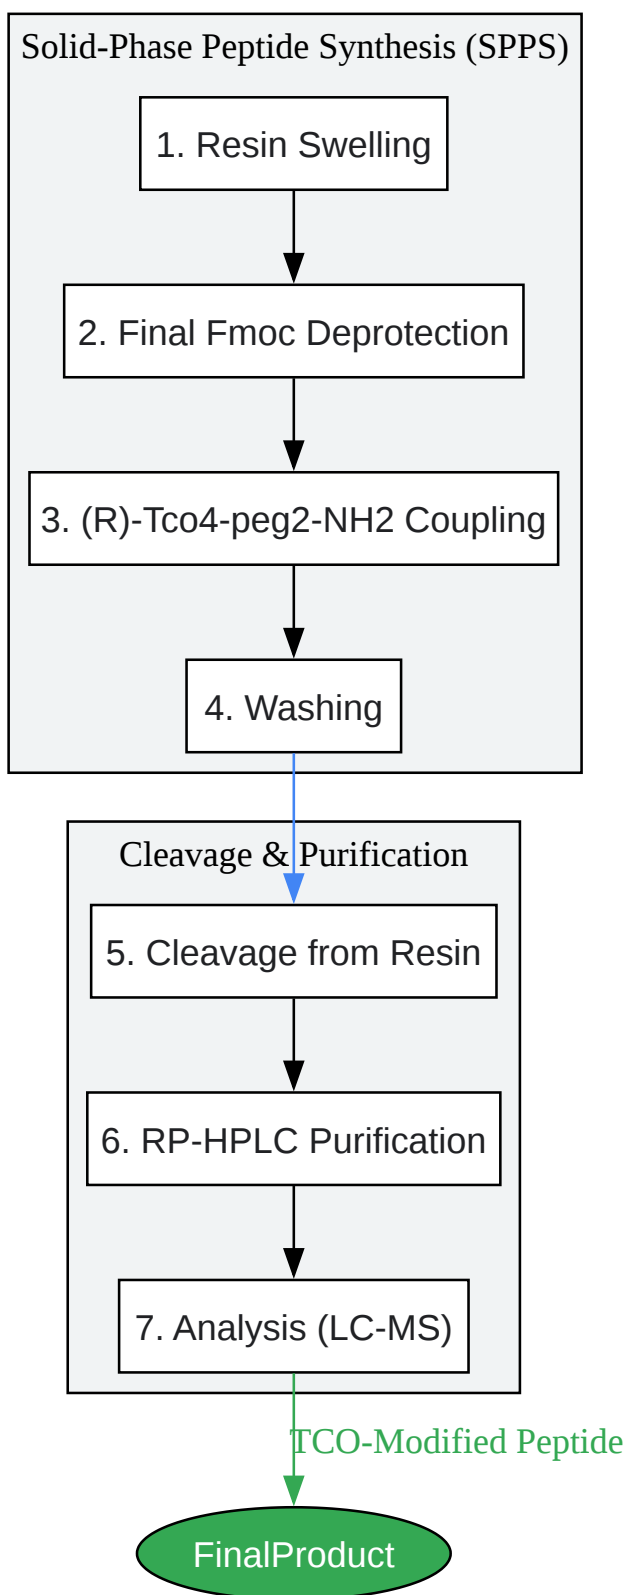 Solid-Phase Peptide Synthesis (SPPS)
1. Resin Swelling
2. Final Fmoc Deprotection
3. (R)-Tco4-peg2-NH2 Coupling
4. Washing
Cleavage & Purification
5. Cleavage from Resin
6. RP-HPLC Purification
7. Analysis (LC-MS)
TCO-Modified Peptide
FinalProduct